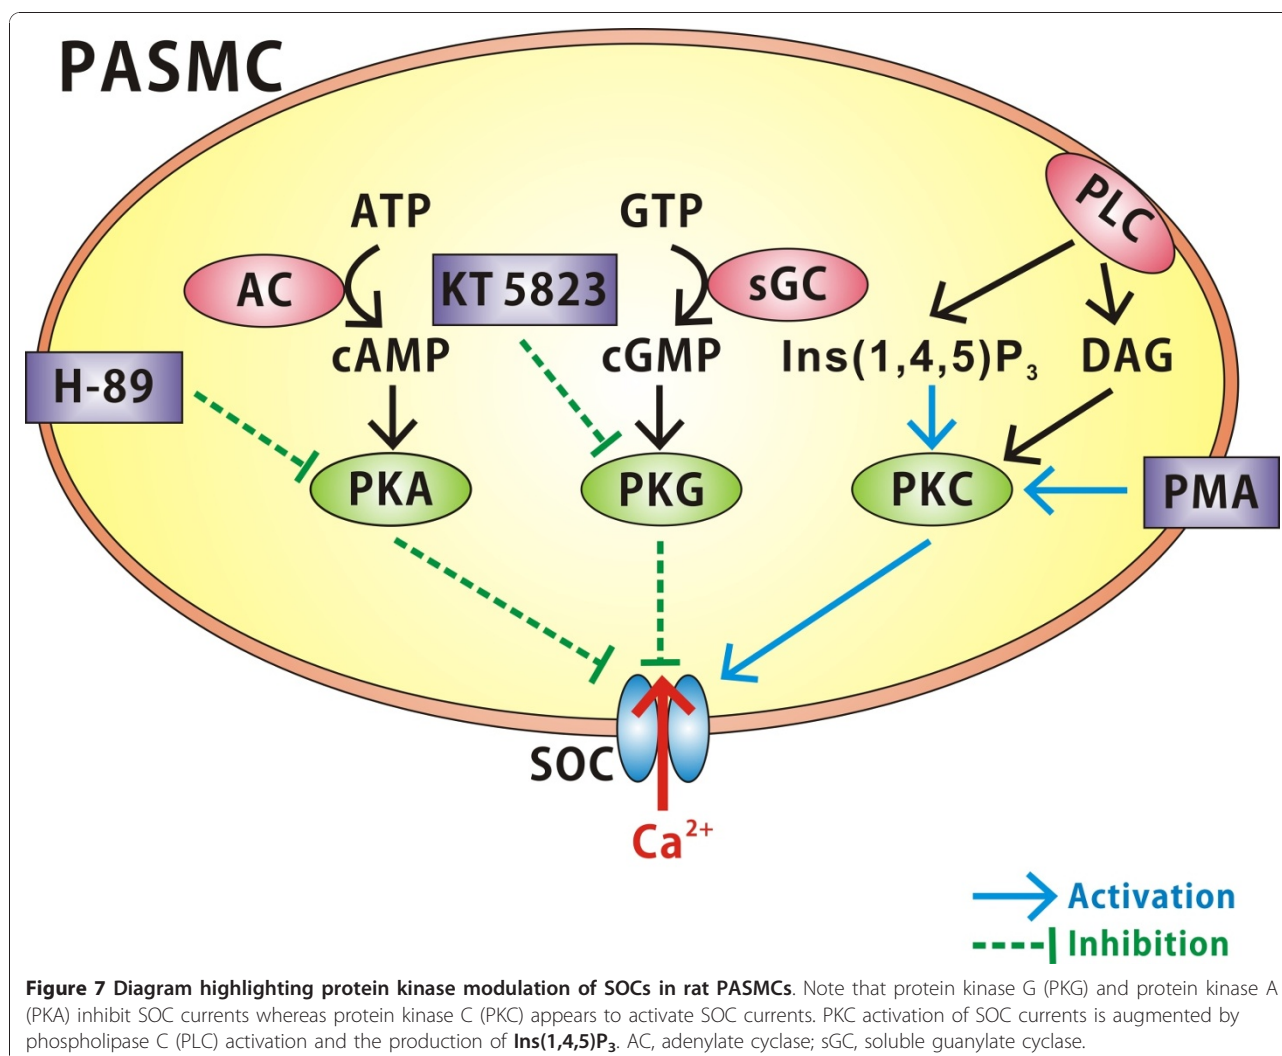 PASMC
PLC
ATP
GTP
AC
KT 5823
sGC
cAMP
cGMP
Ins(1,4,5)P₃
DAG
H-89
PKA
PKG
PKC
PMA
SOC
Ca²⁺
Activation
Inhibition
Figure 7 Diagram highlighting protein kinase modulation of SOCs in rat PASMCs. Note that protein kinase G (PKG) and protein kinase A
(PKA) inhibit SOC currents whereas protein kinase C (PKC) appears to activate SOC currents. PKC activation of SOC currents is augmented by
phospholipase C (PLC) activation and the production of Ins(1,4,5)P₃. AC, adenylate cyclase; sGC, soluble guanylate cyclase.